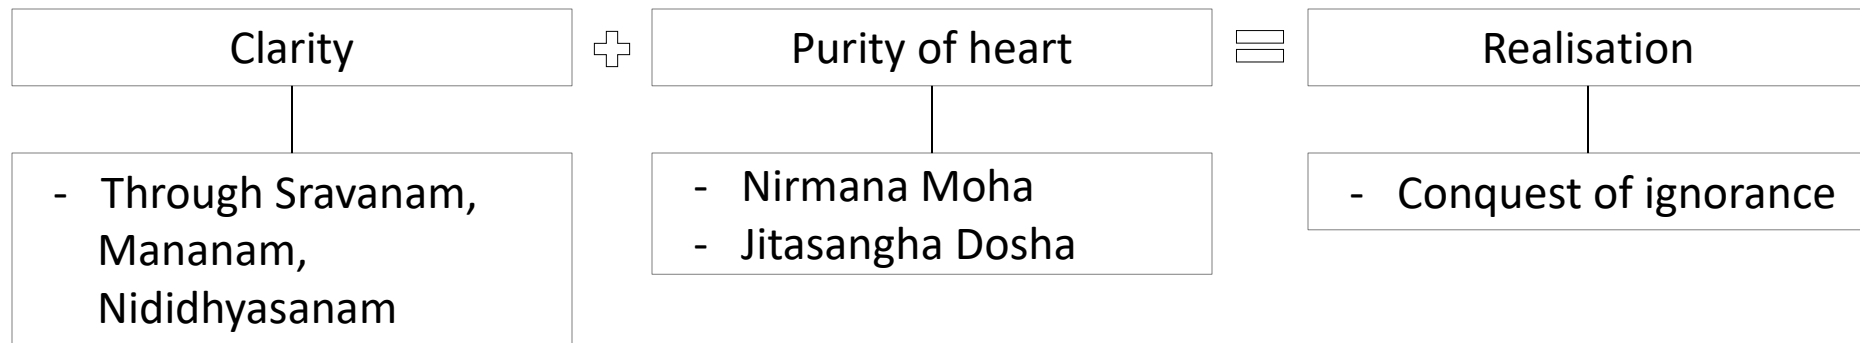 Clarity
Purity of heart
Realisation
- Through Sravanam,
Mananam,
Nididhyasanam
- Nirmana Moha
- Jitasangha Dosha
- Conquest of ignorance